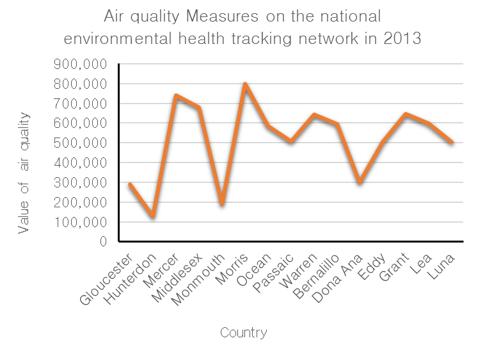 Air quality Measures on the national
environmental health tracking network in 2013
900,000
800,000
700,000
600,000
500,000
400,000
300,000
200,000
100,000
0
Value of air quality
Gloucester
Hunterdon
Mercer
Middlesex
Monmouth
Morris
Ocean
Passaic
Warren
Bernalillo
Dona Ana
Eddy
Grant
Lea
Luna
Country